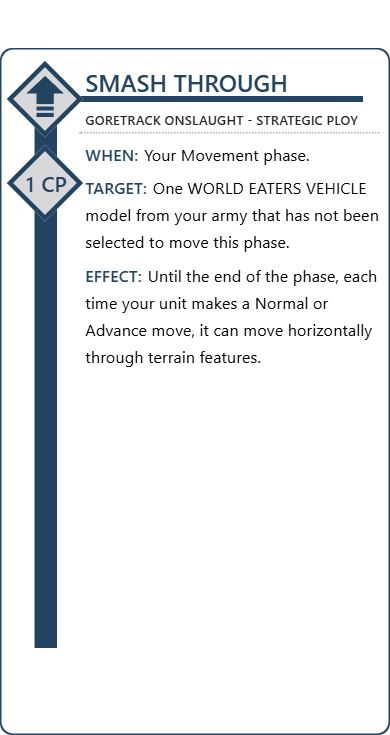 SMASH THROUGH
GORETRACK ONSLAUGHT - STRATEGIC PLOY
1 CP
WHEN: Your Movement phase.
TARGET: One WORLD EATERS VEHICLE
model from your army that has not been
selected to move this phase.
EFFECT: Until the end of the phase, each
time your unit makes a Normal or
Advance move, it can move horizontally
through terrain features.